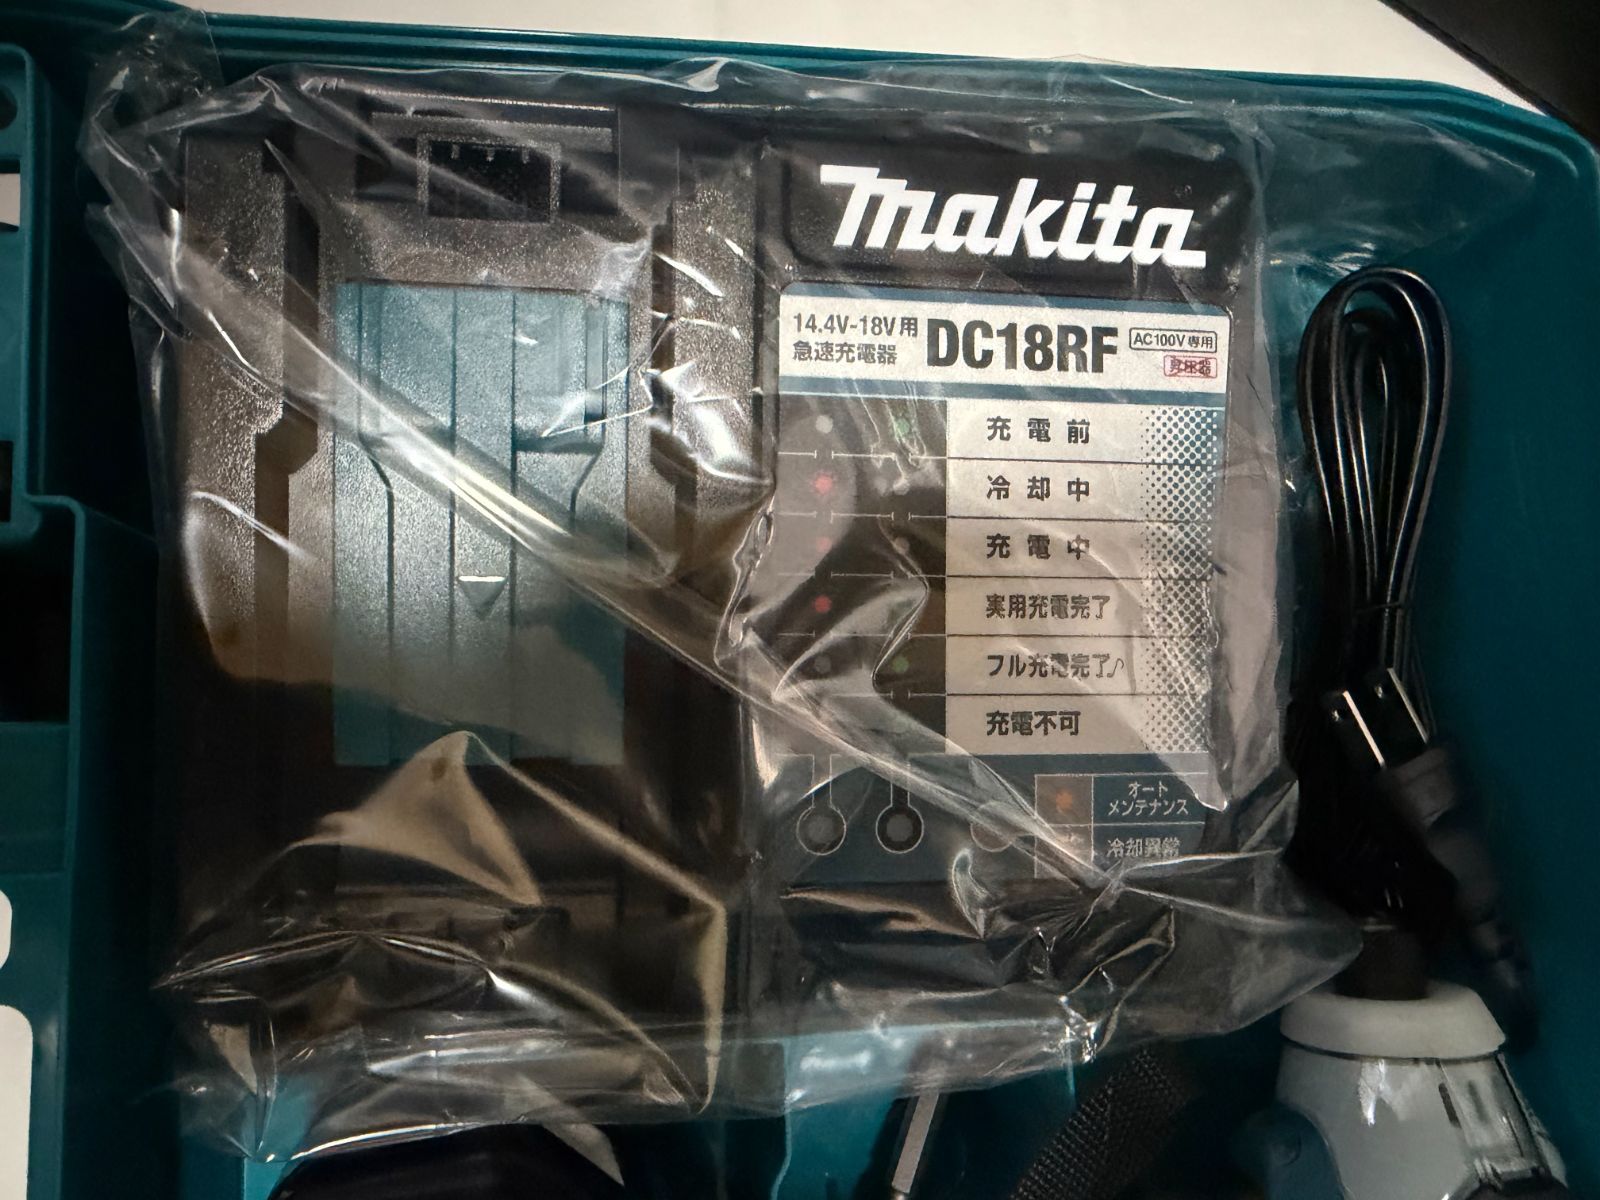 makita
14.4V-18V用
急速充電器
DC18RF
AC100V専用
昇圧器
充電前
冷却中
充電中
実用充電完了
フル充電完了♪
充電不可
オート
メンテナンス
冷却異常